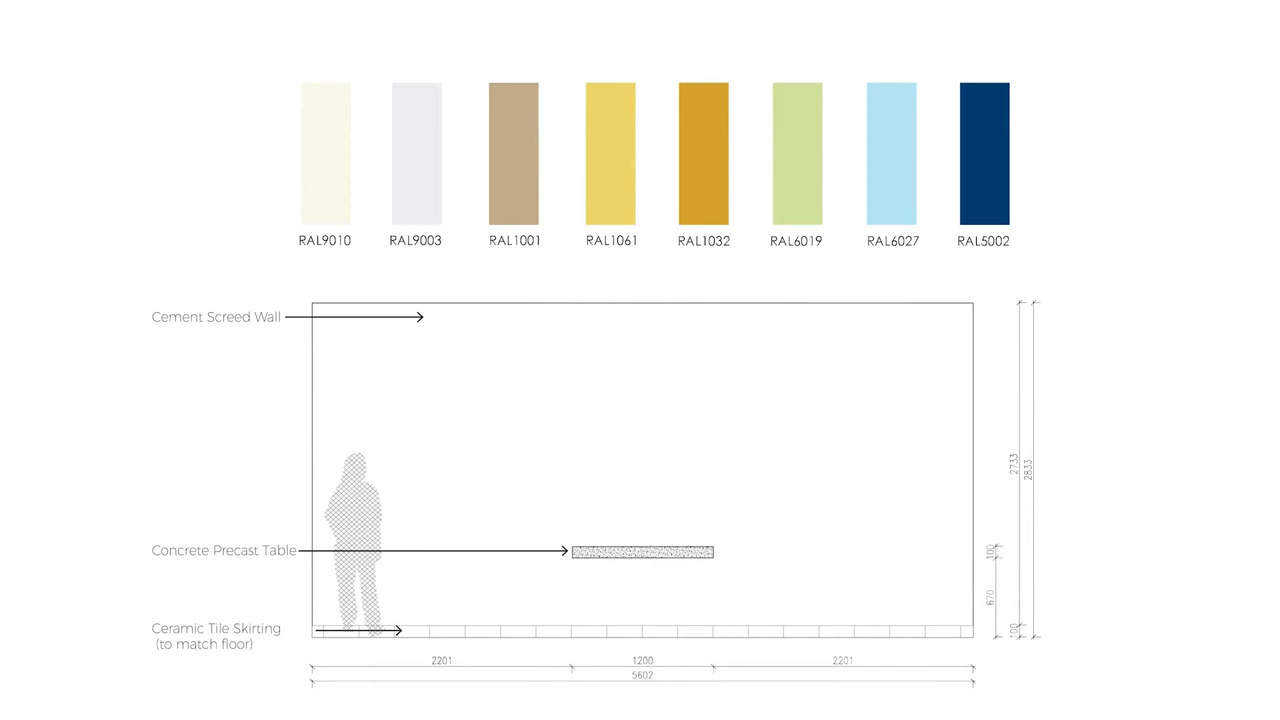 RAL9010 RAL9003 RAL1001 RAL1061 RAL1032 RAL6019 RAL6027 RAL5002
Cement Screed Wall
2733
2833
Concrete Precast Table
100
670
Ceramic Tile Skirting
(to match floor)
100
2201 1200 2201
5602